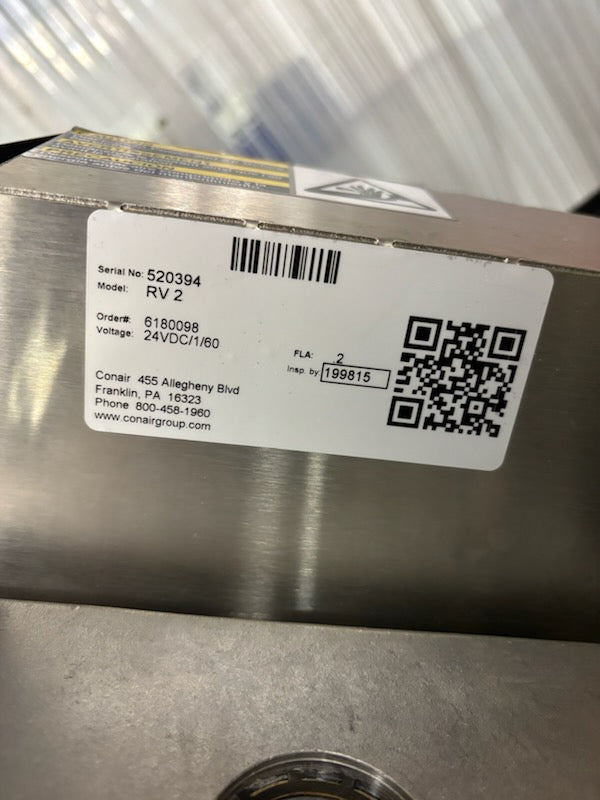 Serial No: 520394
Model: RV 2
Order#: 6180098
Voltage: 24VDC/1/60
FLA: .2
Insp. by: 199815
Conair 455 Allegheny Blvd
Franklin, PA 16323
Phone 800-458-1960
www.conairgroup.com